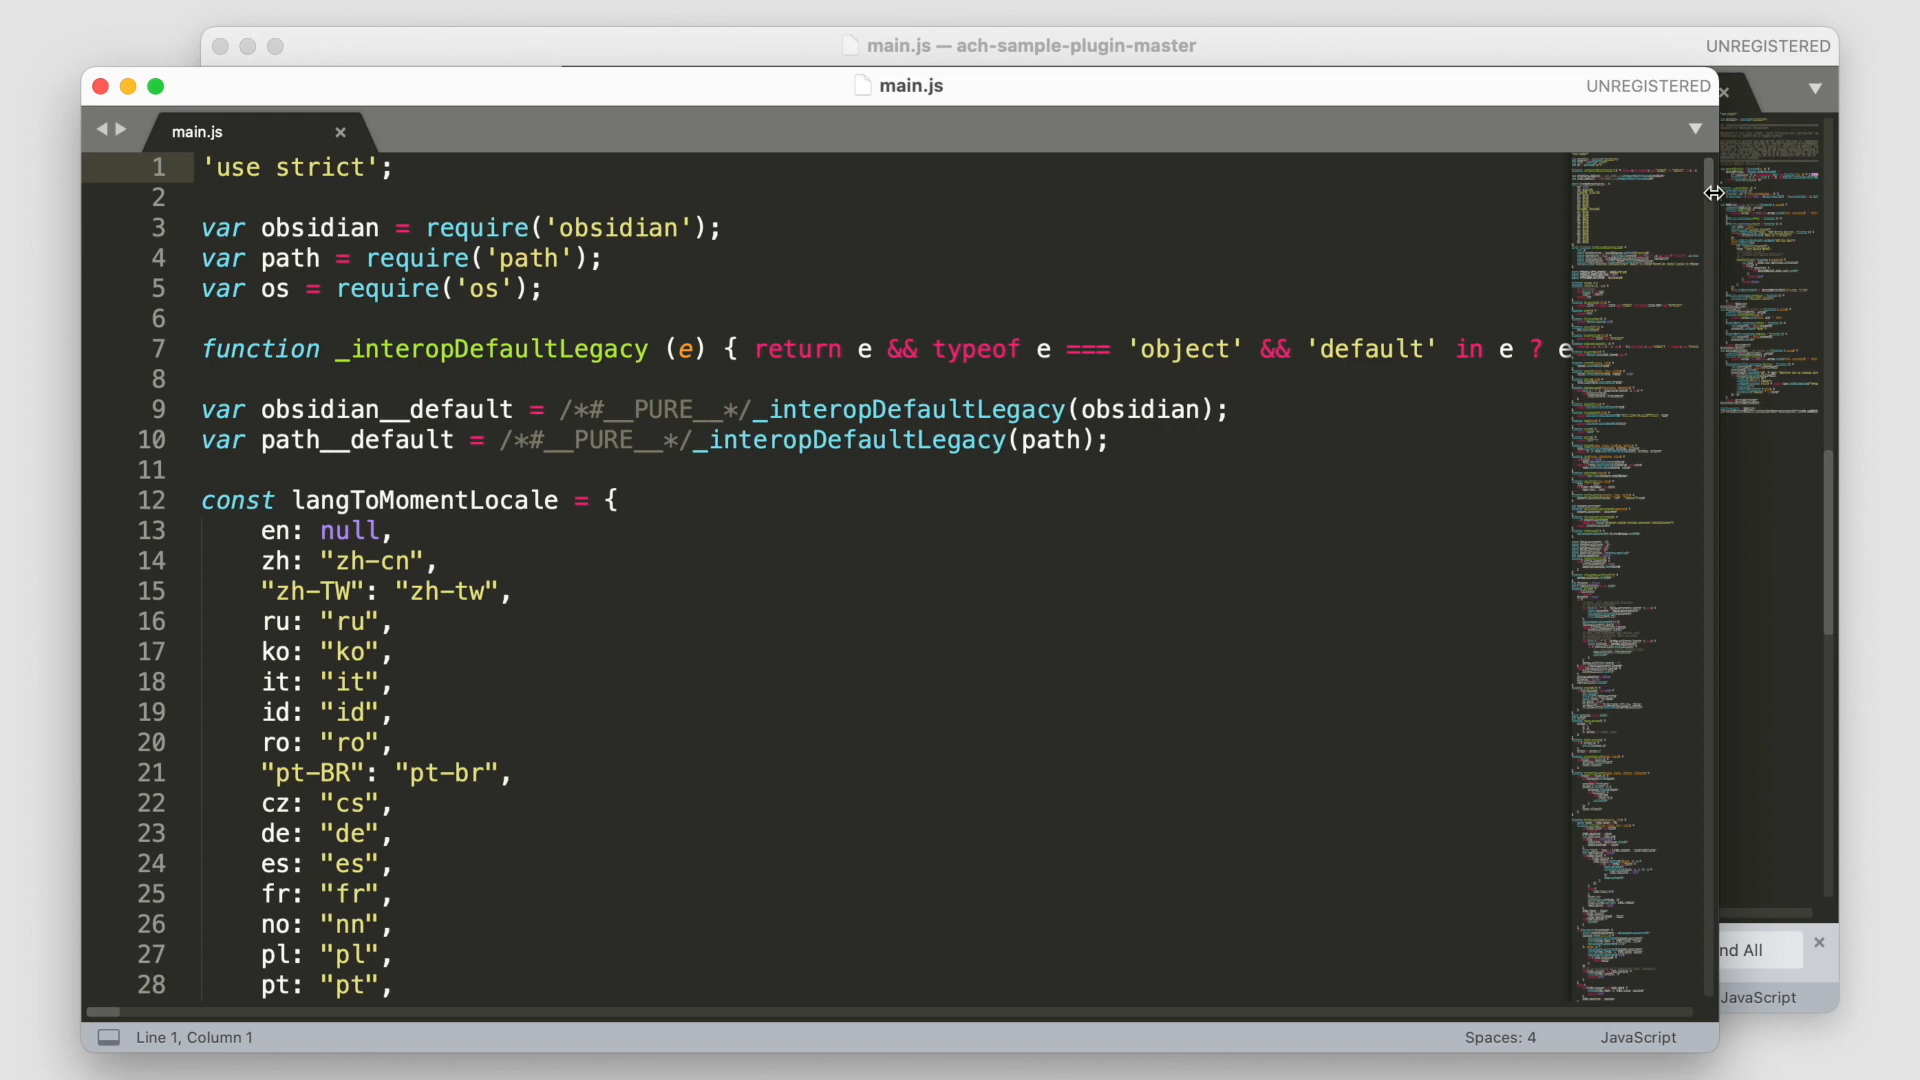 main.js — ach-sample-plugin-master
UNREGISTERED
main.js
UNREGISTERED
main.js
1 'use strict';
2
3 var obsidian = require('obsidian');
4 var path = require('path');
5 var os = require('os');
6
7 function _interopDefaultLegacy (e) { return e && typeof e === 'object' && 'default' in e ? e
8
9 var obsidian__default = /*#__PURE__*/_interopDefaultLegacy(obsidian);
10 var path__default = /*#__PURE__*/_interopDefaultLegacy(path);
11
12 const langToMomentLocale = {
13 en: null,
14 zh: "zh-cn",
15 "zh-TW": "zh-tw",
16 ru: "ru",
17 ko: "ko",
18 it: "it",
19 id: "id",
20 ro: "ro",
21 "pt-BR": "pt-br",
22 cz: "cs",
23 de: "de",
24 es: "es",
25 fr: "fr",
26 no: "nn",
27 pl: "pl",
28 pt: "pt",
nd All
JavaScript
Line 1, Column 1
Spaces: 4
JavaScript